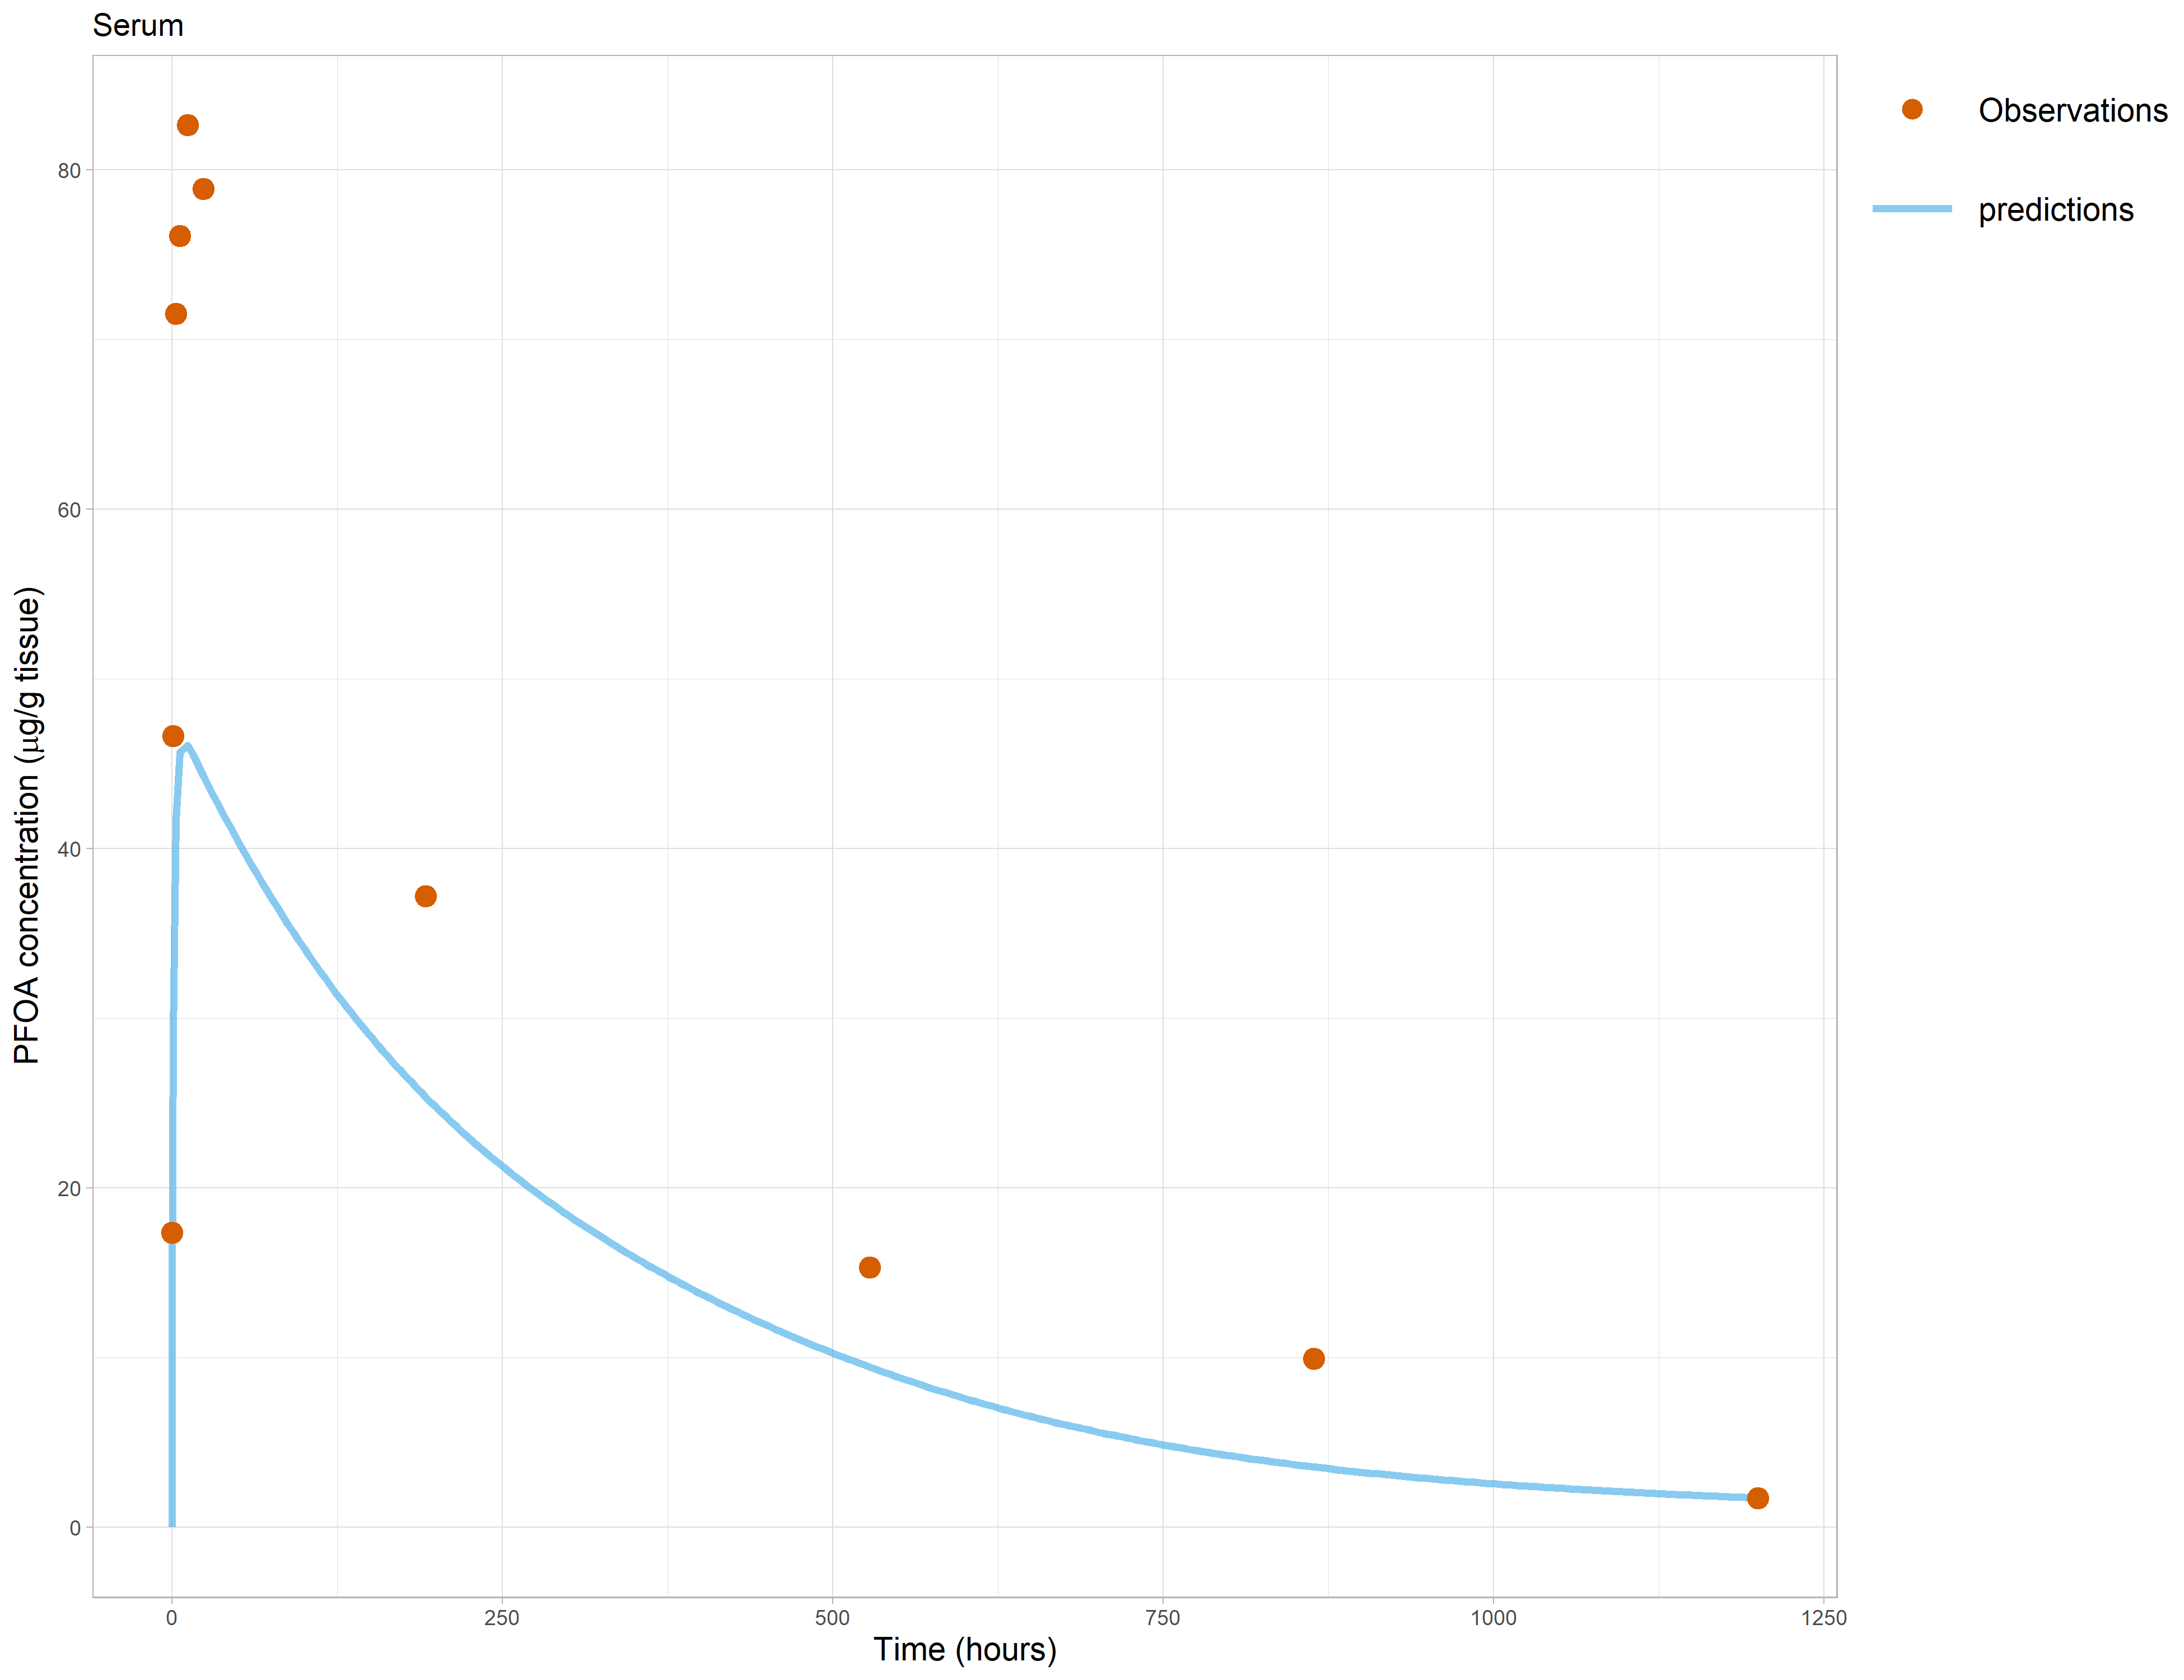 Serum
Observations
predictions
PFOA concentration (μg/g tissue)
80
60
40
20
0
0 250 500 750 1000 1250
Time (hours)